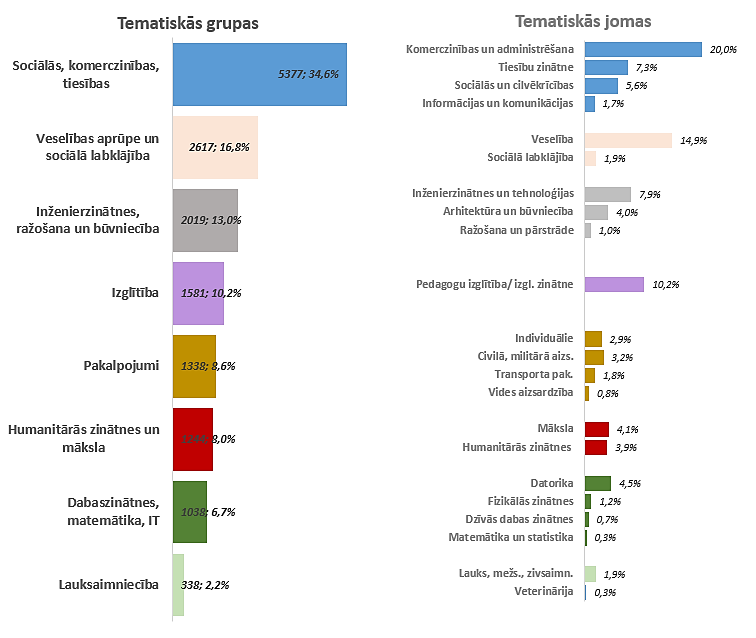 Tematiskās grupas
Sociālās, komerczinības,
tiesības
5377; 34,6%
Veselības aprūpe un
sociālā labklājība
2617; 16,8%
Inženierzinātnes,
ražošana un būvniecība
2019; 13,0%
Izglītība
1581; 10,2%
Pakalpojumi
1338; 8,6%
Humanitārās zinātnes un
māksla
8,0%
Dabaszinātnes,
matemātika, IT
1038; 6,7%
Lauksaimniecība
338; 2,2%
Tematiskās jomas
Komerczinības un administrēšana 20,0%
Tiesību zinātne 7,3%
Sociālās un cilvēkrīcības 5,6%
Informācijas un komunikācijas 1,7%
Veselība 14,9%
Sociālā labklājība 1,9%
Inženierzinātnes un tehnoloģijas 7,9%
Arhitektūra un būvniecība 4,0%
Ražošana un pārstrāde 1,0%
Pedagogu izglītība/ izgl. zinātne 10,2%
Individuālie 2,9%
Civilā, militārā aizs. 3,2%
Transporta pak. 1,8%
Vides aizsardzība 0,8%
Māksla 4,1%
Humanitārās zinātnes 3,9%
Datorika 4,5%
Fizikālās zinātnes 1,2%
Dzīvās dabas zinātnes 0,7%
Matemātika un statistika 0,3%
Lauks, mežs., zivsaimn. 1,9%
Veterinārija 0,3%